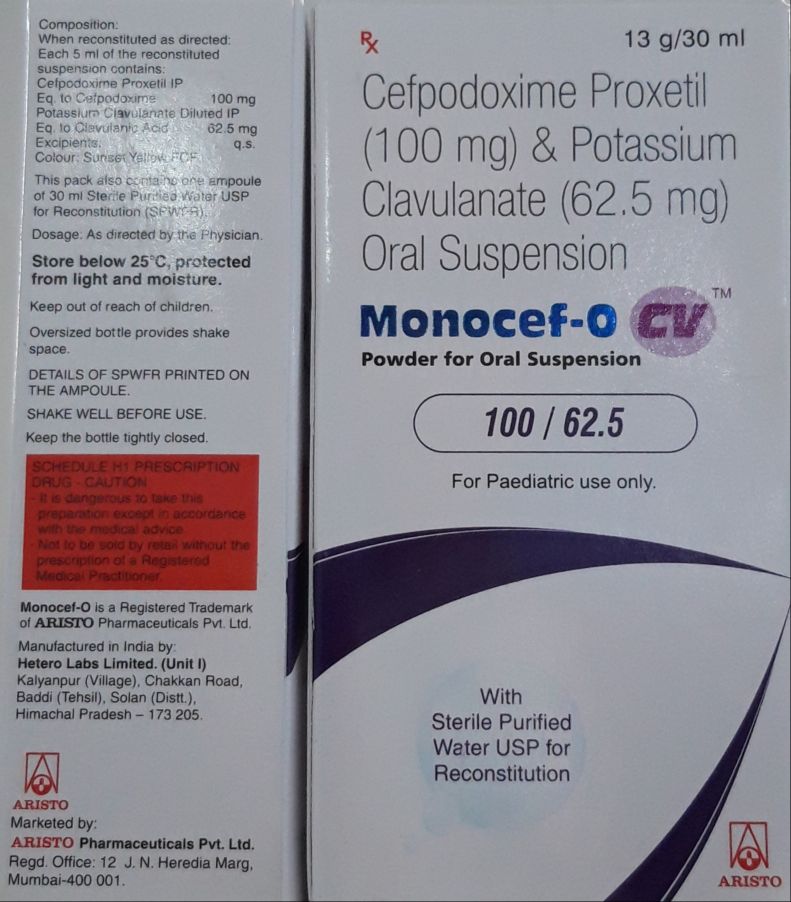 Composition:
When reconstituted as directed:
Each 5 ml of the reconstituted
suspension contains:
Cefpodoxime Proxetil IP
Eq. to Cefpodoxime 100 mg
Potassium Clavulanate Diluted IP
Eq. to Clavulanic Acid 62.5 mg
Excipients. q.s.
Colour: Sunset Yellow FCF
This pack also contains one ampoule
of 30 ml Sterile Purified Water USP
for Reconstitution (SPWFR).
Dosage: As directed by the Physician.
Store below 25°C, protected
from light and moisture.
Keep out of reach of children.
Oversized bottle provides shake
space.
DETAILS OF SPWFR PRINTED ON
THE AMPOULE.
SHAKE WELL BEFORE USE.
Keep the bottle tightly closed.
SCHEDULE H1 PRESCRIPTION
DRUG - CAUTION
- It is dangerous to take this
preparation except in accordance
with the medical advice.
- Not to be sold by retail without the
prescription of a Registered
Medical Practitioner.
Monocef-O is a Registered Trademark
of ARISTO Pharmaceuticals Pvt. Ltd.
Manufactured in India by:
Hetero Labs Limited. (Unit I)
Kalyanpur (Village), Chakkan Road,
Baddi (Tehsil), Solan (Distt.),
Himachal Pradesh – 173 205.
ARISTO
Marketed by:
ARISTO Pharmaceuticals Pvt. Ltd.
Regd. Office: 12 J. N. Heredia Marg,
Mumbai-400 001.
Rx 13 g/30 ml
Cefpodoxime Proxetil
(100 mg) & Potassium
Clavulanate (62.5 mg)
Oral Suspension
Monocef-O CV™
Powder for Oral Suspension
100 / 62.5
For Paediatric use only.
With
Sterile Purified
Water USP for
Reconstitution
ARISTO